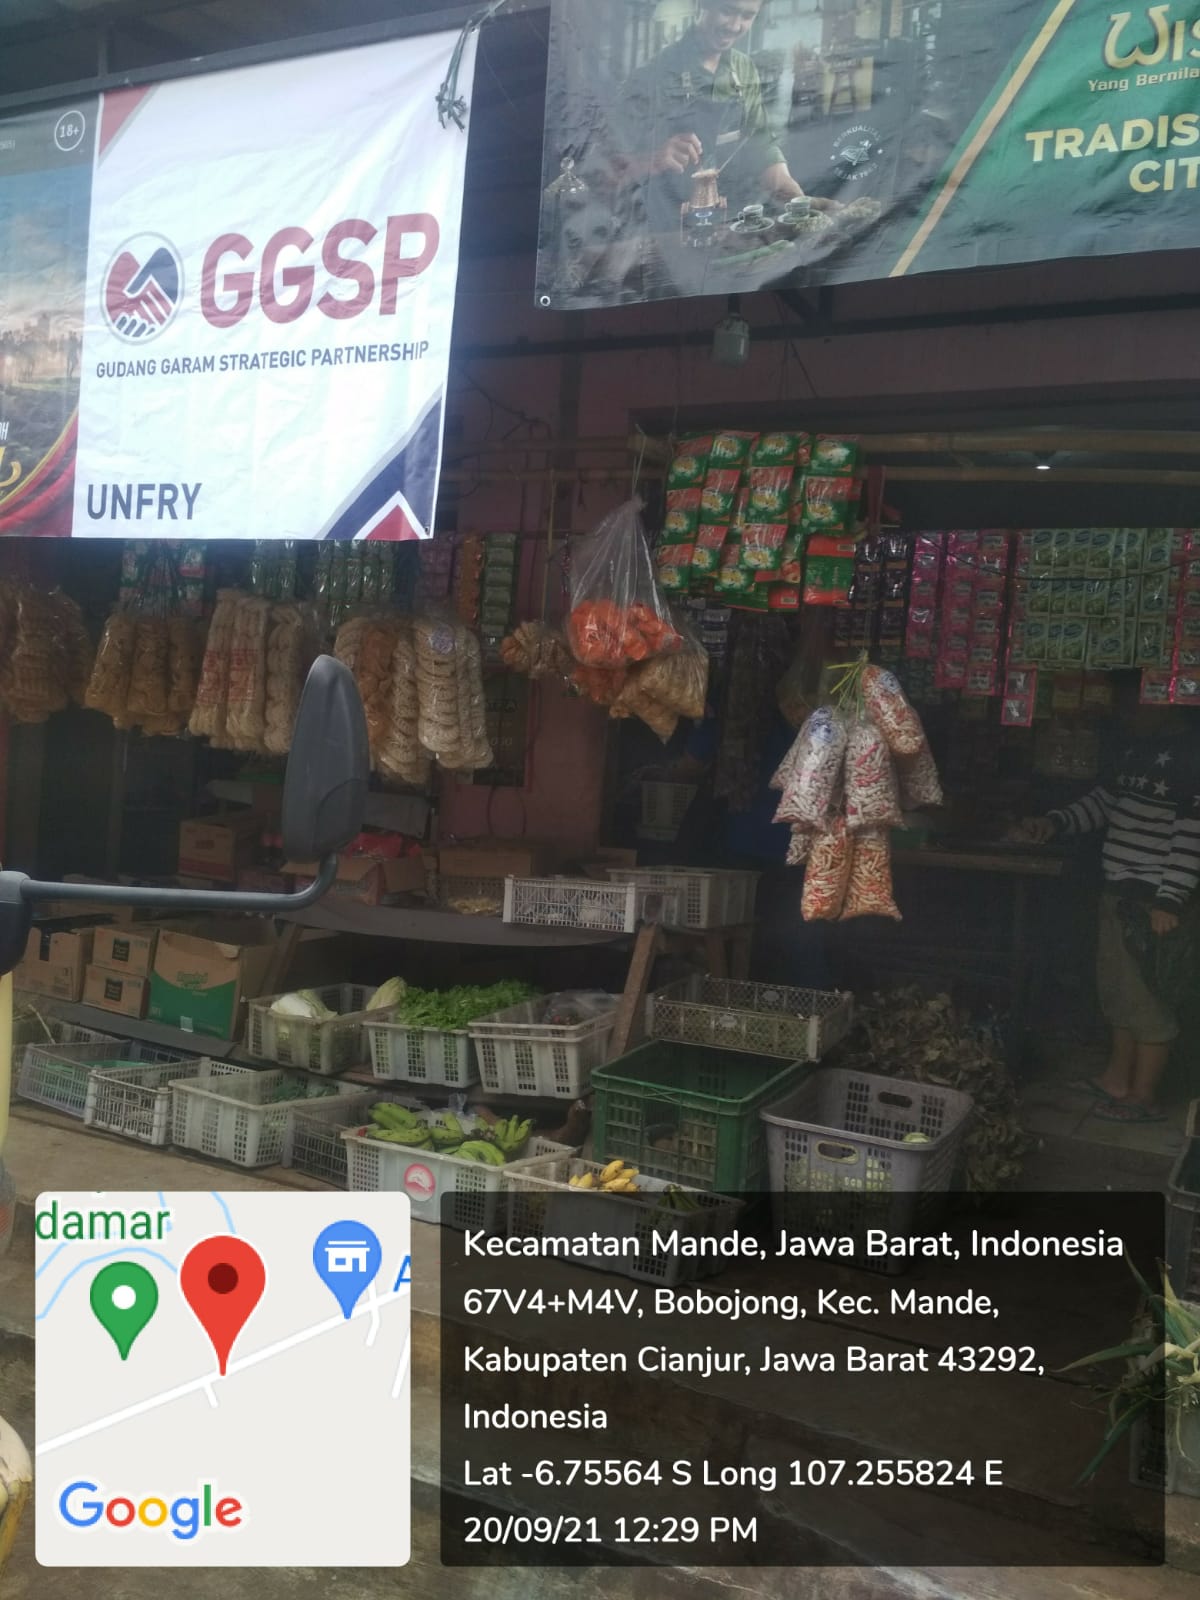 18+
GGSP
GUDANG GARAM STRATEGIC PARTNERSHIP
UNFRY
BERKUALITAS
Yang Bernila
TRADIS
CIT
damar
A
Google
Kecamatan Mande, Jawa Barat, Indonesia
67V4+M4V, Bobojong, Kec. Mande,
Kabupaten Cianjur, Jawa Barat 43292,
Indonesia
Lat -6.75564 S Long 107.255824 E
20/09/21 12:29 PM